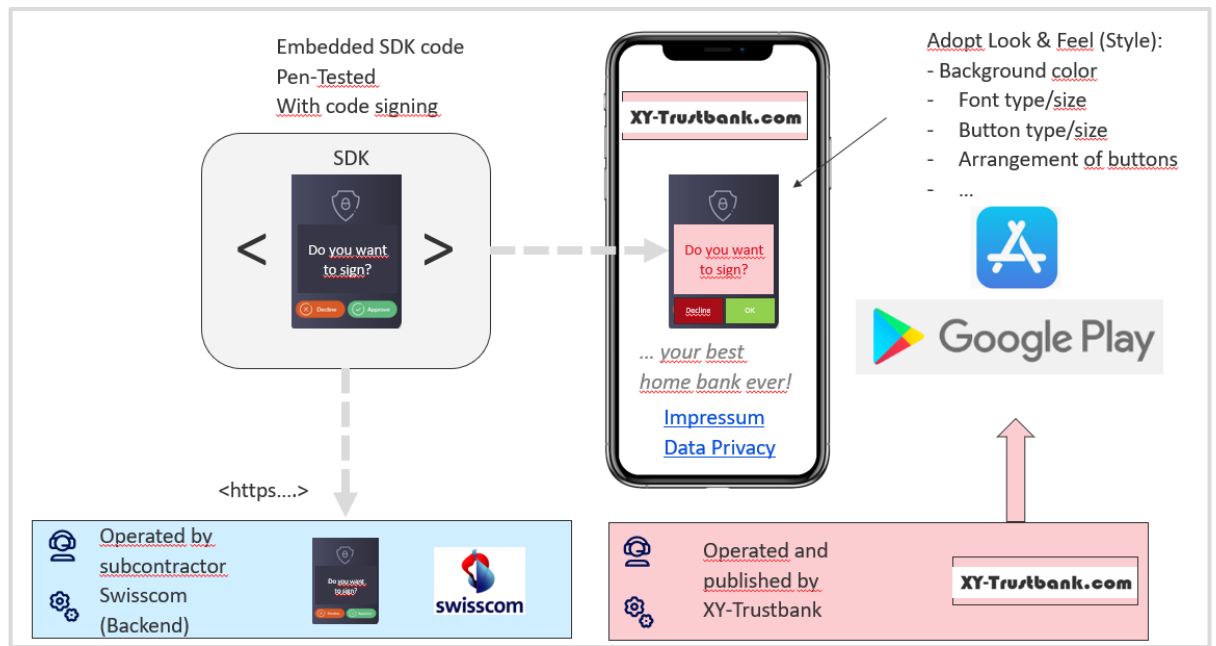 Embedded SDK code
Pen-Tested
With code signing
SDK
<
Do you want
to sign?
>
Decline
Approve
XY-Trustbank.com
Do you want
to sign?
Decline
OK
... your best
home bank ever!
Impressum
Data Privacy
Adopt Look & Feel (Style):
- Background color
- Font type/size
- Button type/size
- Arrangement of buttons
- ...
Google Play
<https....>
Operated by
subcontractor
Swisscom
(Backend)
Do you want
to sign?
Decline
Approve
swisscom
Operated and
published by
XY-Trustbank
XY-Trustbank.com